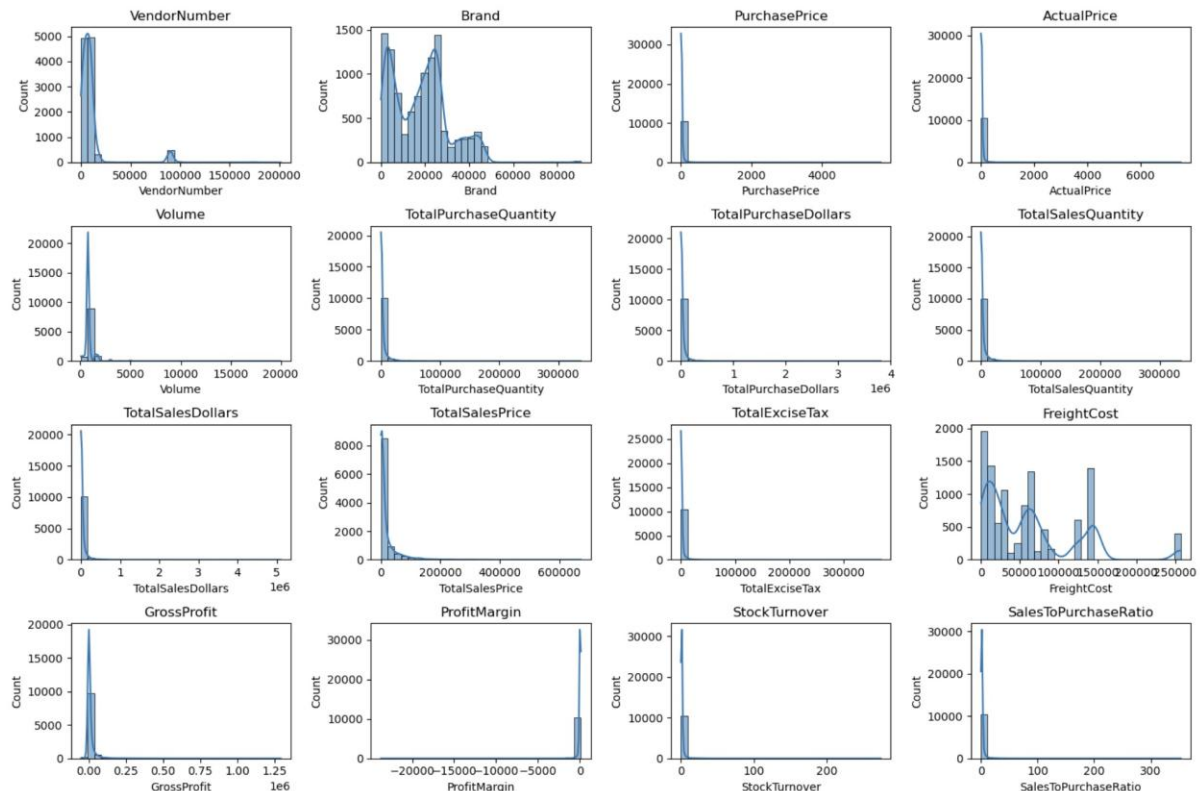 VendorNumber Brand PurchasePrice ActualPrice
5000
4000
3000
2000
1000
0
Count
0 50000 100000 150000 200000
VendorNumber
1500
1000
500
0
Count
0 20000 40000 60000 80000
Brand
30000
20000
10000
0
Count
0 2000 4000
PurchasePrice
30000
20000
10000
0
Count
0 2000 4000 6000
ActualPrice
Volume TotalPurchaseQuantity TotalPurchaseDollars TotalSalesQuantity
20000
15000
10000
5000
0
Count
0 5000 10000 15000 20000
Volume
20000
15000
10000
5000
0
Count
0 100000 200000 300000
TotalPurchaseQuantity
20000
15000
10000
5000
0
Count
0 1 2 3 4
1e6
TotalPurchaseDollars
20000
15000
10000
5000
0
Count
0 100000 200000 300000
TotalSalesQuantity
TotalSalesDollars TotalSalesPrice TotalExciseTax FreightCost
20000
15000
10000
5000
0
Count
0 1 2 3 4 5
1e6
TotalSalesDollars
8000
6000
4000
2000
0
Count
0 200000 400000 600000
TotalSalesPrice
25000
20000
15000
10000
5000
0
Count
0 100000 200000 300000
TotalExciseTax
2000
1500
1000
500
0
Count
0 50000 100000 150000 200000 250000
FreightCost
GrossProfit ProfitMargin StockTurnover SalesToPurchaseRatio
20000
15000
10000
5000
0
Count
0.00 0.25 0.50 0.75 1.00 1.25
1e6
GrossProfit
30000
20000
10000
0
Count
−20000 −15000 −10000 −5000 0
ProfitMargin
30000
20000
10000
0
Count
0 100 200
StockTurnover
30000
20000
10000
0
Count
0 100 200 300
SalesToPurchaseRatio